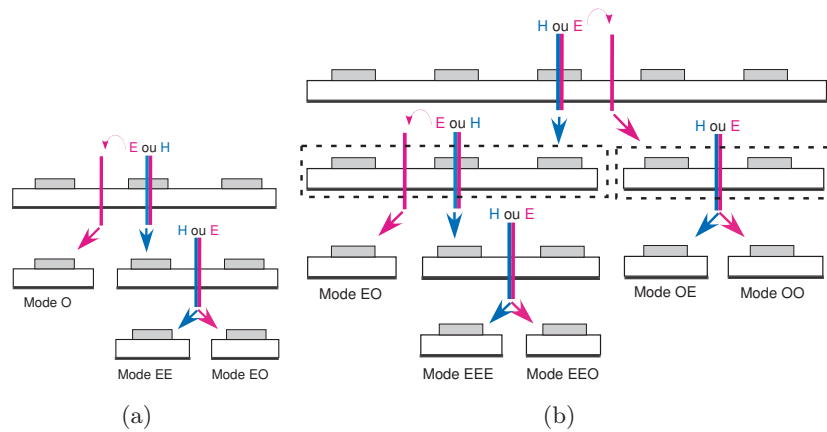 H ou E
E ou H
E ou H
H ou E
H ou E
H ou E
Mode O
Mode EO
Mode OE
Mode OO
Mode EE
Mode EO
Mode EEE
Mode EEO
(a)
(b)